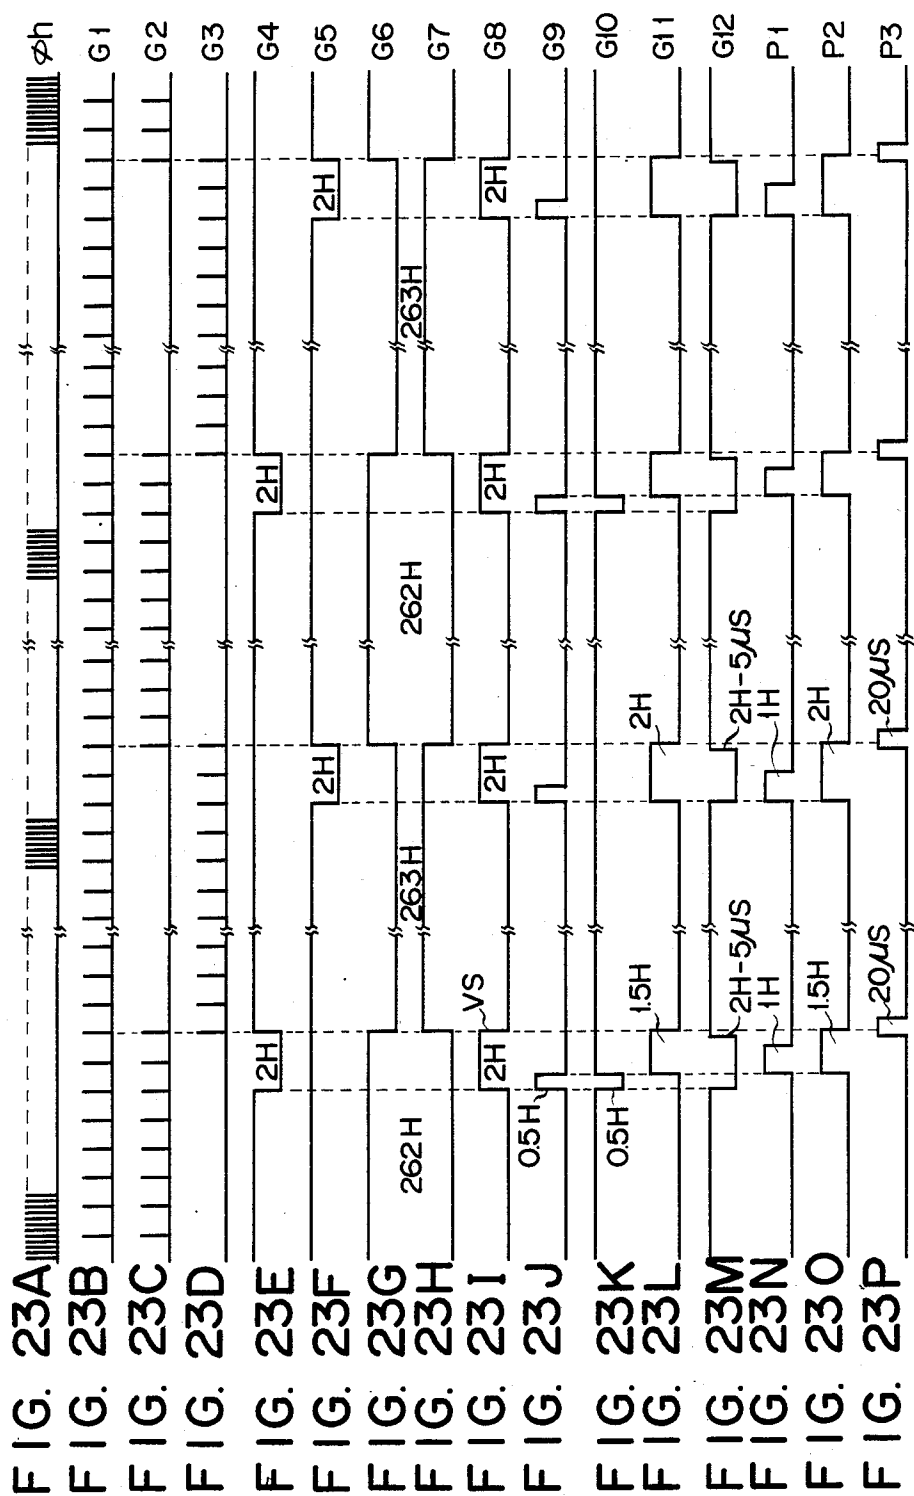 FIG. 23A øh
FIG. 23B G1
FIG. 23C G2
FIG. 23D G3
FIG. 23E 2H 2H G4
FIG. 23F 2H 2H G5
FIG. 23G G6
262H 263H 262H 263H
FIG. 23H G7
VS
FIG. 23I 2H 2H 2H 2H G8
FIG. 23J 0.5H G9
FIG. 23K 0.5H G10
FIG. 23L 1.5H 2H G11
FIG. 23M 2H-5μS 2H-5μS G12
FIG. 23N 1H 1H P1
FIG. 23O 1.5H 2H P2
FIG. 23P 20μS 20μS P3